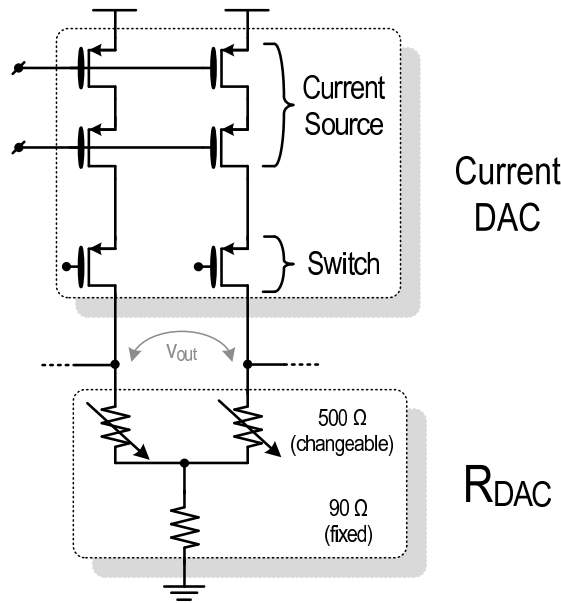 Current
Source
Current
DAC
Switch
Vout
500 Ω
(changeable)
RDAC
90 Ω
(fixed)